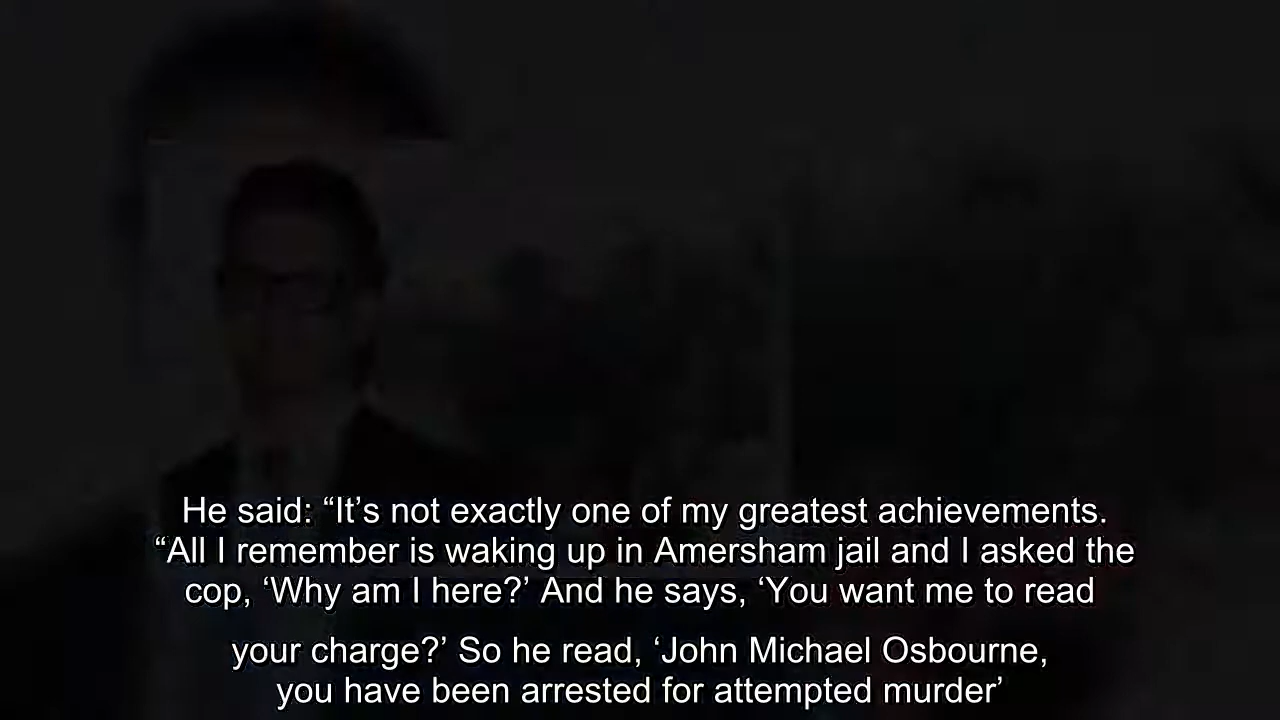 He said: “It’s not exactly one of my greatest achievements.
“All I remember is waking up in Amersham jail and I asked the
cop, ‘Why am I here?’ And he says, ‘You want me to read
your charge?’ So he read, ‘John Michael Osbourne,
you have been arrested for attempted murder’